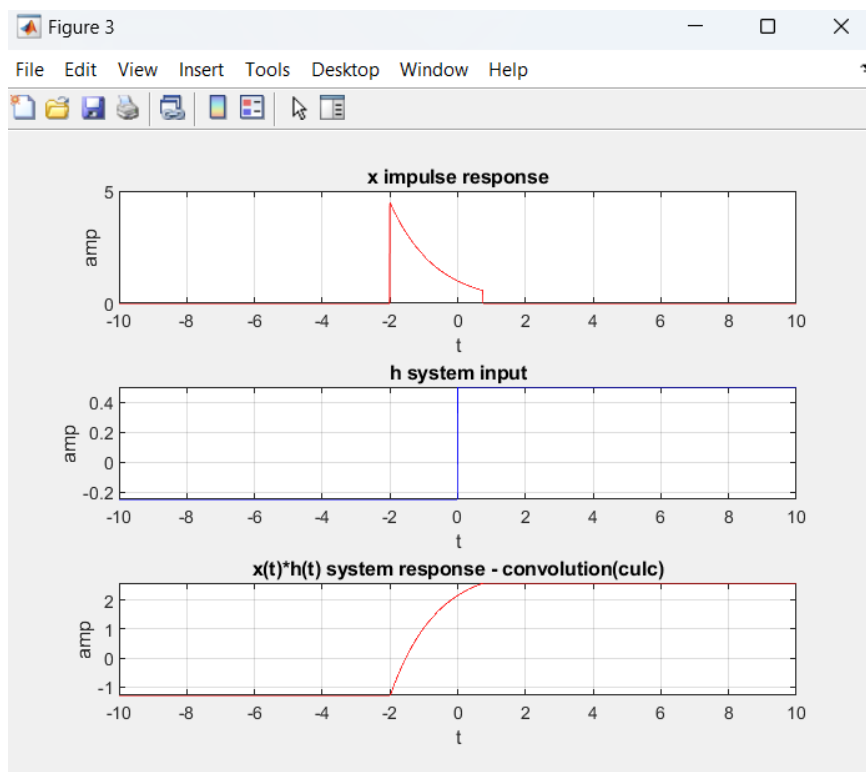 Figure 3
File Edit View Insert Tools Desktop Window Help
x impulse response
5
0
amp
-10 -8 -6 -4 -2 0 2 4 6 8 10
t
h system input
0.4
0.2
0
-0.2
amp
-10 -8 -6 -4 -2 0 2 4 6 8 10
t
x(t)*h(t) system response - convolution(culc)
2
1
0
-1
amp
-10 -8 -6 -4 -2 0 2 4 6 8 10
t